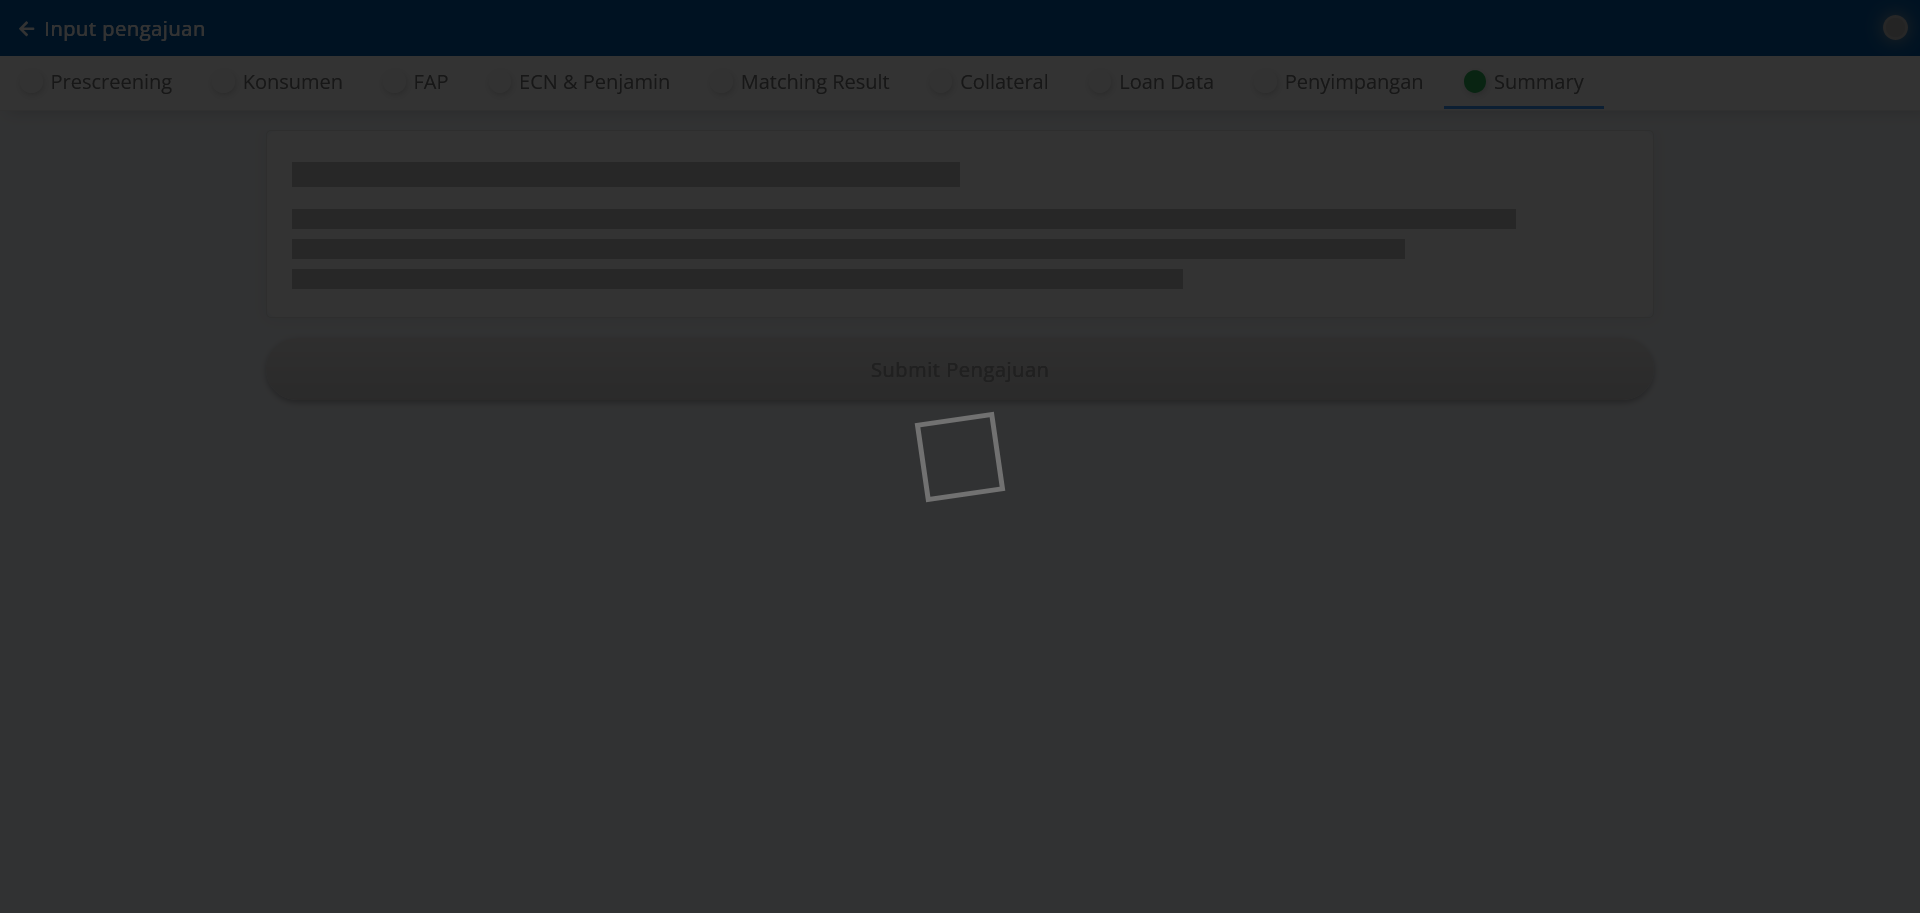 Input pengajuan
Prescreening Konsumen FAP ECN & Penjamin Matching Result Collateral Loan Data Penyimpangan Summary
Submit Pengajuan